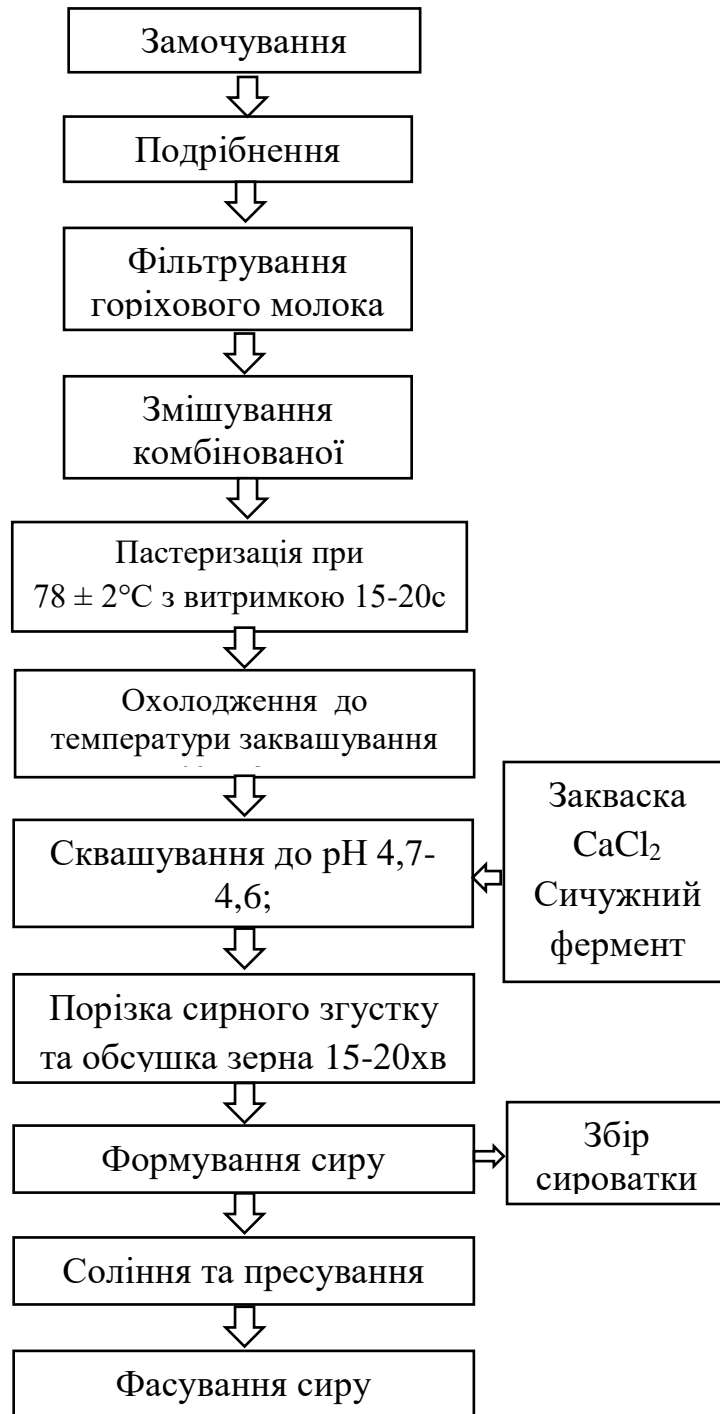 Замочування
Подрібнення
Фільтрування
горіхового молока
Змішування
комбінованої
Пастеризація при
78 ± 2°С з витримкою 15-20с
Охолодження до
температури заквашування
Закваска
CaCl₂
Сичужний
фермент
Сквашування до pH 4,7-
4,6;
Порізка сирного згустку
та обсушка зерна 15-20хв
Формування сиру
Збір
сироватки
Соління та пресування
Фасування сиру